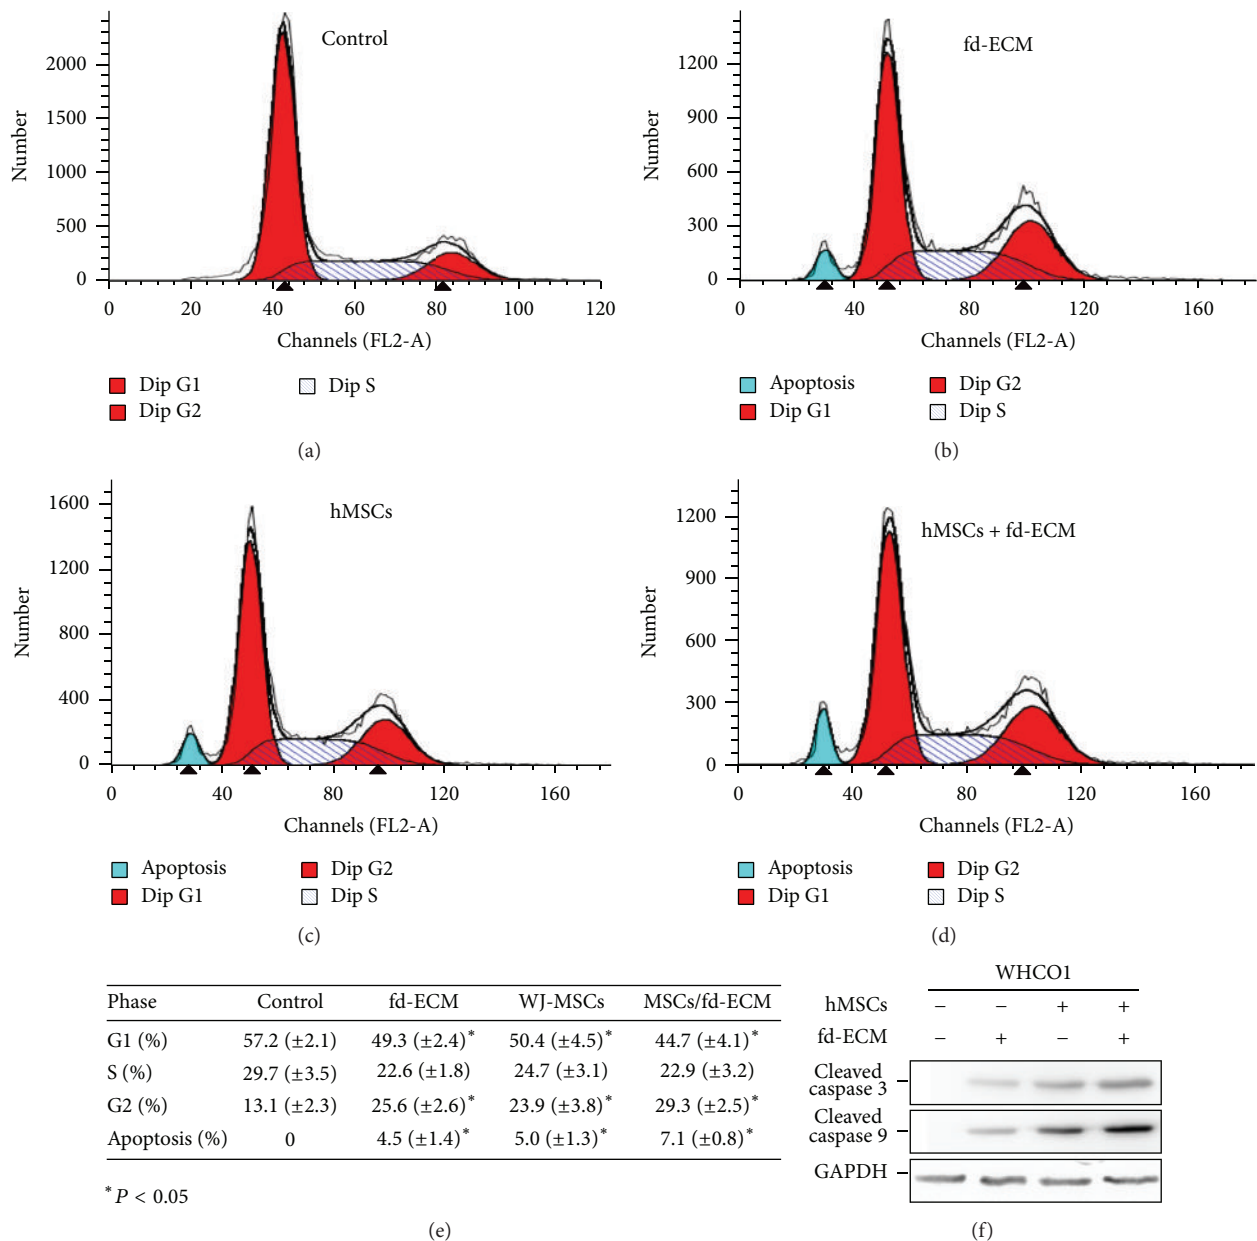 Control
Number
2000
1500
1000
500
0
0 20 40 60 80 100 120
Channels (FL2-A)
Dip G1
Dip G2
Dip S
(a)
fd-ECM
Number
1200
900
600
300
0
0 40 80 120 160
Channels (FL2-A)
Apoptosis
Dip G1
Dip G2
Dip S
(b)
hMSCs
Number
1600
1200
800
400
0
0 40 80 120 160
Channels (FL2-A)
Apoptosis
Dip G1
Dip G2
Dip S
(c)
hMSCs + fd-ECM
Number
1200
900
600
300
0
0 40 80 120 160
Channels (FL2-A)
Apoptosis
Dip G1
Dip G2
Dip S
(d)
Phase Control fd-ECM WJ-MSCs MSCs/fd-ECM
G1 (%) 57.2 (±2.1) 49.3 (±2.4)* 50.4 (±4.5)* 44.7 (±4.1)*
S (%) 29.7 (±3.5) 22.6 (±1.8) 24.7 (±3.1) 22.9 (±3.2)
G2 (%) 13.1 (±2.3) 25.6 (±2.6)* 23.9 (±3.8)* 29.3 (±2.5)*
Apoptosis (%) 0 4.5 (±1.4)* 5.0 (±1.3)* 7.1 (±0.8)*
*P < 0.05
(e)
WHCO1
hMSCs − − + +
fd-ECM − + − +
Cleaved
caspase 3
Cleaved
caspase 9
GAPDH
(f)